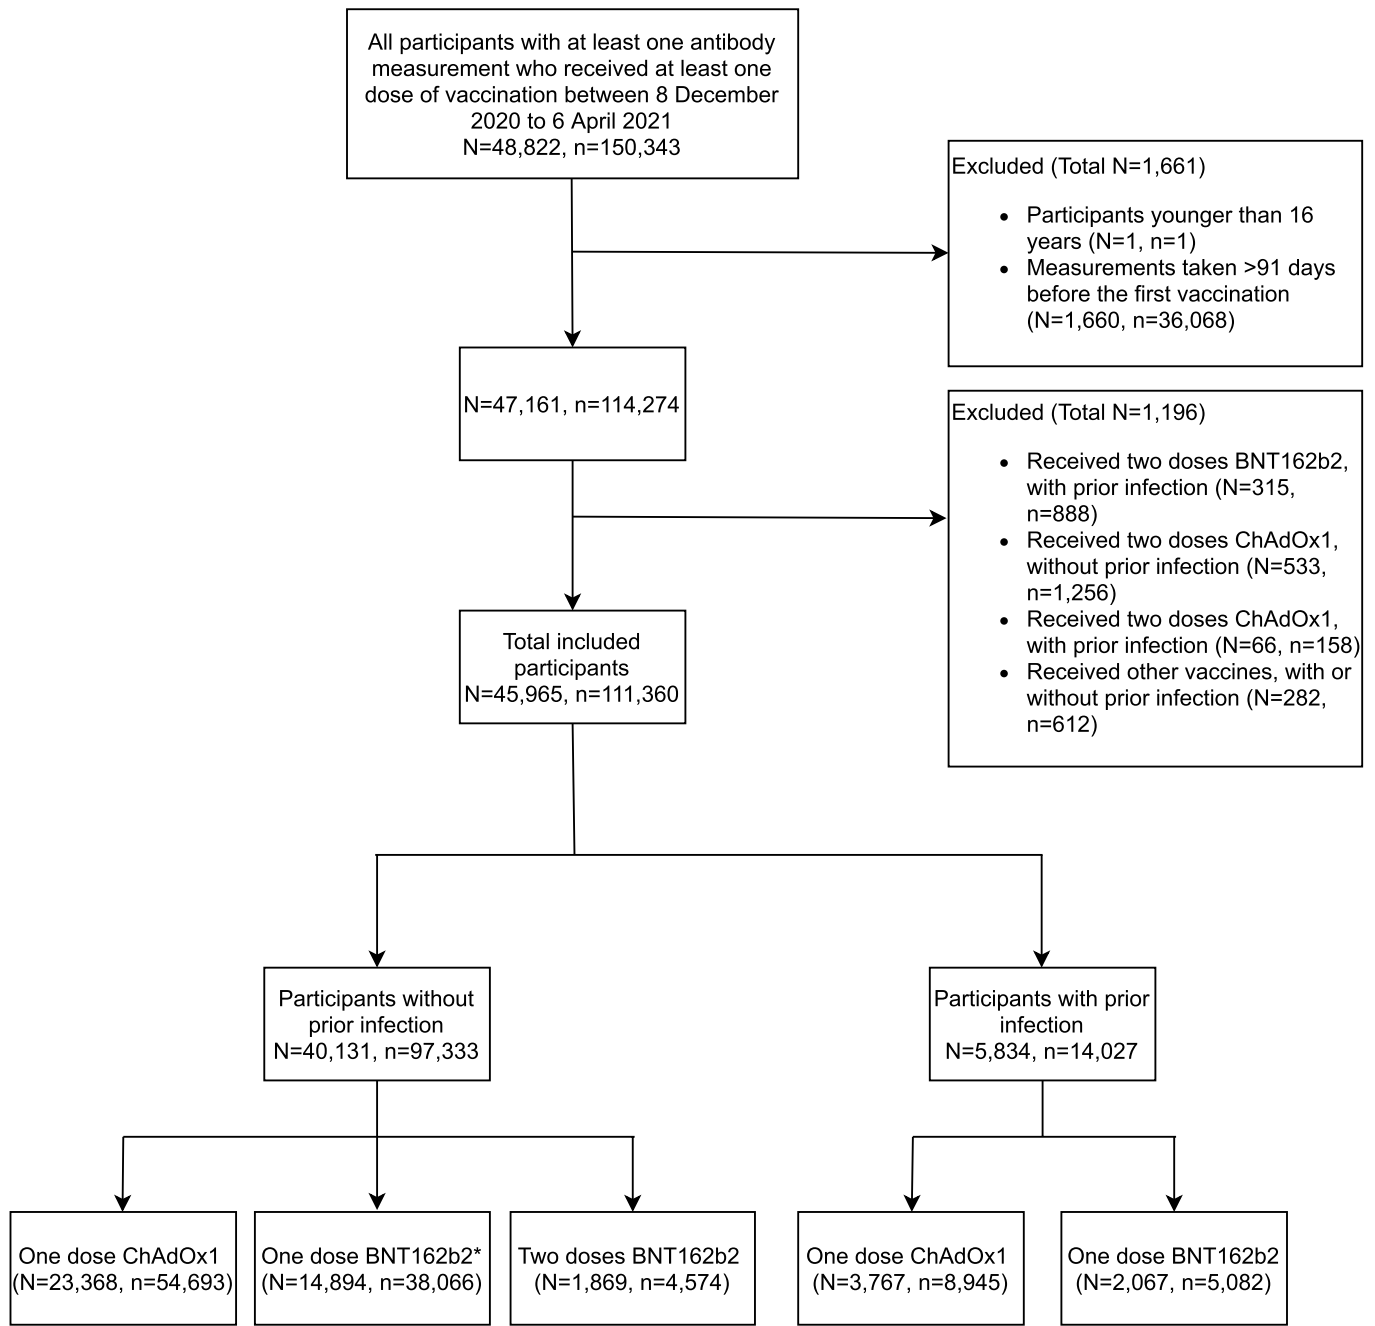 All participants with at least one antibody
measurement who received at least one
dose of vaccination between 8 December
2020 to 6 April 2021
N=48,822, n=150,343
Excluded (Total N=1,661)
• Participants younger than 16
years (N=1, n=1)
• Measurements taken >91 days
before the first vaccination
(N=1,660, n=36,068)
N=47,161, n=114,274
Excluded (Total N=1,196)
• Received two doses BNT162b2,
with prior infection (N=315,
n=888)
• Received two doses ChAdOx1,
without prior infection (N=533,
n=1,256)
• Received two doses ChAdOx1,
with prior infection (N=66, n=158)
• Received other vaccines, with or
without prior infection (N=282,
n=612)
Total included
participants
N=45,965, n=111,360
Participants without
prior infection
N=40,131, n=97,333
Participants with prior
infection
N=5,834, n=14,027
One dose ChAdOx1
(N=23,368, n=54,693)
One dose BNT162b2*
(N=14,894, n=38,066)
Two doses BNT162b2
(N=1,869, n=4,574)
One dose ChAdOx1
(N=3,767, n=8,945)
One dose BNT162b2
(N=2,067, n=5,082)